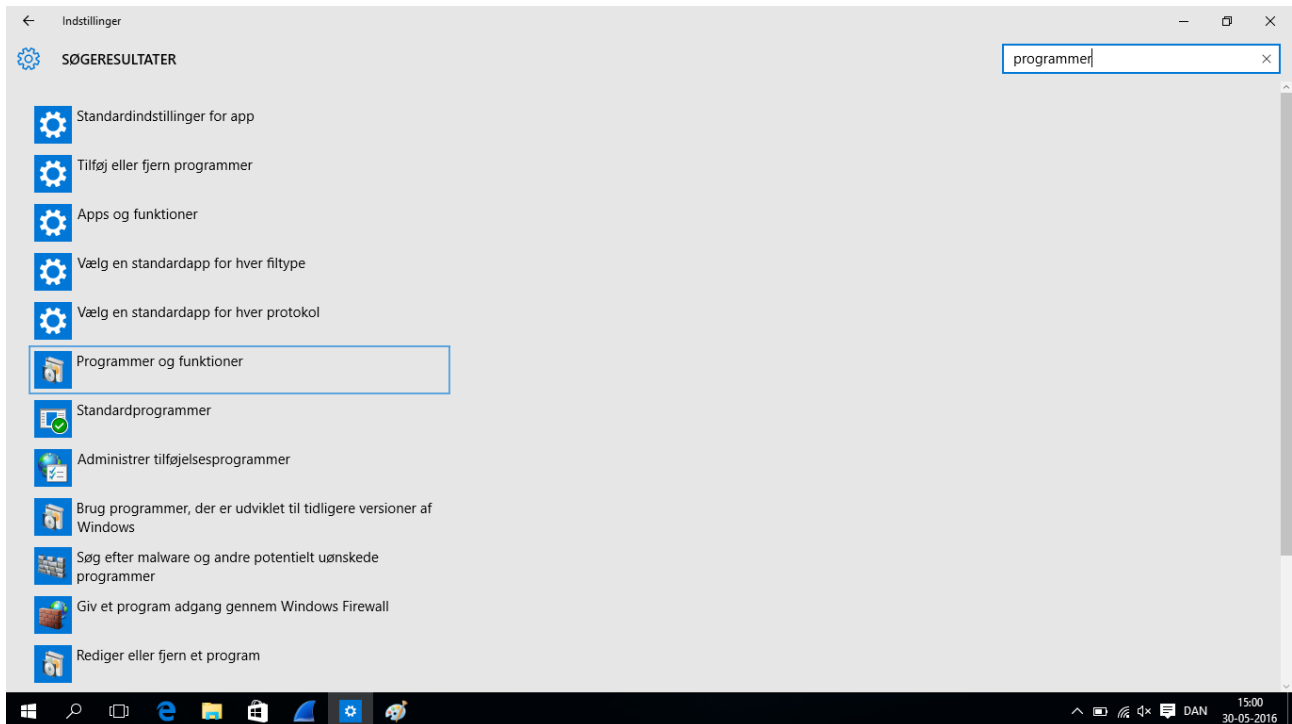 Indstillinger
SØGERESULTATER
programmer
Standardindstillinger for app
Tilføj eller fjern programmer
Apps og funktioner
Vælg en standardapp for hver filtype
Vælg en standardapp for hver protokol
Programmer og funktioner
Standardprogrammer
Administrer tilføjelsesprogrammer
Brug programmer, der er udviklet til tidligere versioner af
Windows
Søg efter malware og andre potentielt uønskede
programmer
Giv et program adgang gennem Windows Firewall
Rediger eller fjern et program
DAN
15:00
30-05-2016